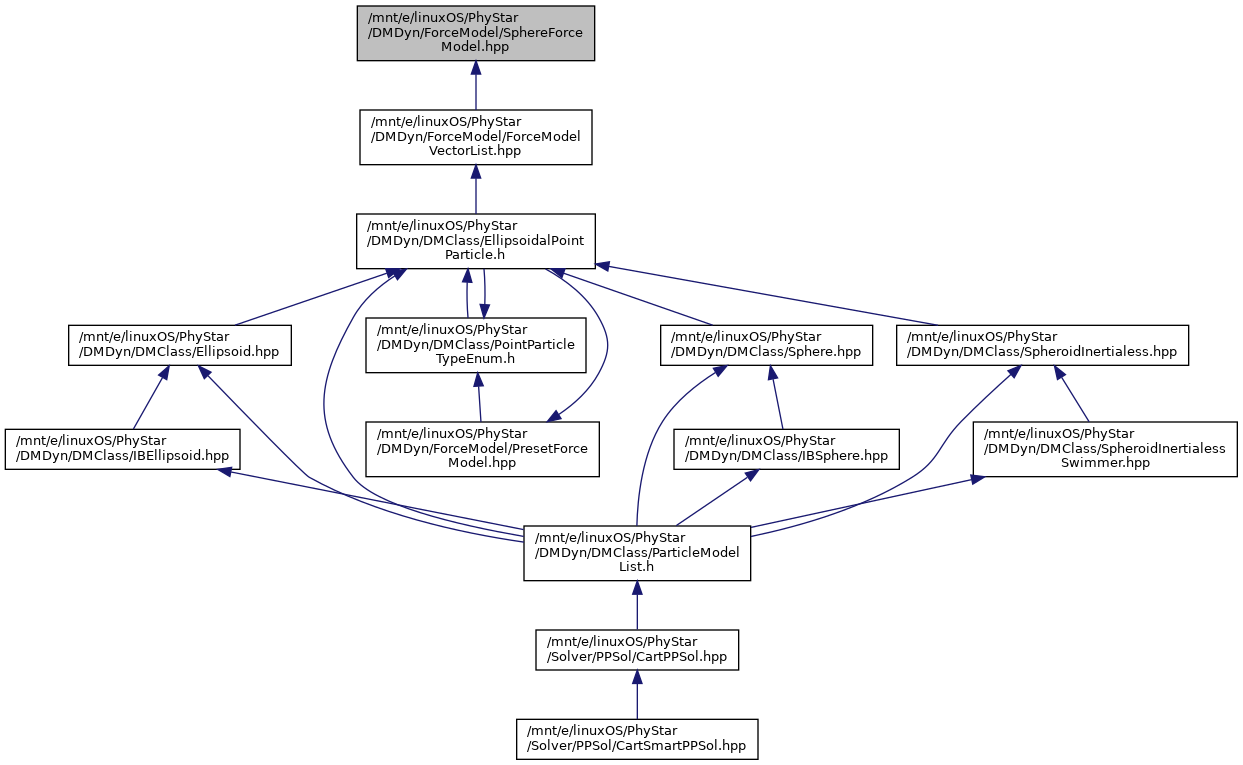 /mnt/e/linuxOS/PhyStar
/DMDyn/ForceModel/SphereForce
Model.hpp
/mnt/e/linuxOS/PhyStar
/DMDyn/ForceModel/ForceModel
VectorList.hpp
/mnt/e/linuxOS/PhyStar
/DMDyn/DMClass/EllipsoidalPoint
Particle.h
/mnt/e/linuxOS/PhyStar
/DMDyn/DMClass/Ellipsoid.hpp
/mnt/e/linuxOS/PhyStar
/DMDyn/DMClass/PointParticle
TypeEnum.h
/mnt/e/linuxOS/PhyStar
/DMDyn/DMClass/Sphere.hpp
/mnt/e/linuxOS/PhyStar
/DMDyn/DMClass/SpheroidInertialess.hpp
/mnt/e/linuxOS/PhyStar
/DMDyn/DMClass/IBEllipsoid.hpp
/mnt/e/linuxOS/PhyStar
/DMDyn/ForceModel/PresetForce
Model.hpp
/mnt/e/linuxOS/PhyStar
/DMDyn/DMClass/IBSphere.hpp
/mnt/e/linuxOS/PhyStar
/DMDyn/DMClass/SpheroidInertialess
Swimmer.hpp
/mnt/e/linuxOS/PhyStar
/DMDyn/DMClass/ParticleModel
List.h
/mnt/e/linuxOS/PhyStar
/Solver/PPSol/CartPPSol.hpp
/mnt/e/linuxOS/PhyStar
/Solver/PPSol/CartSmartPPSol.hpp